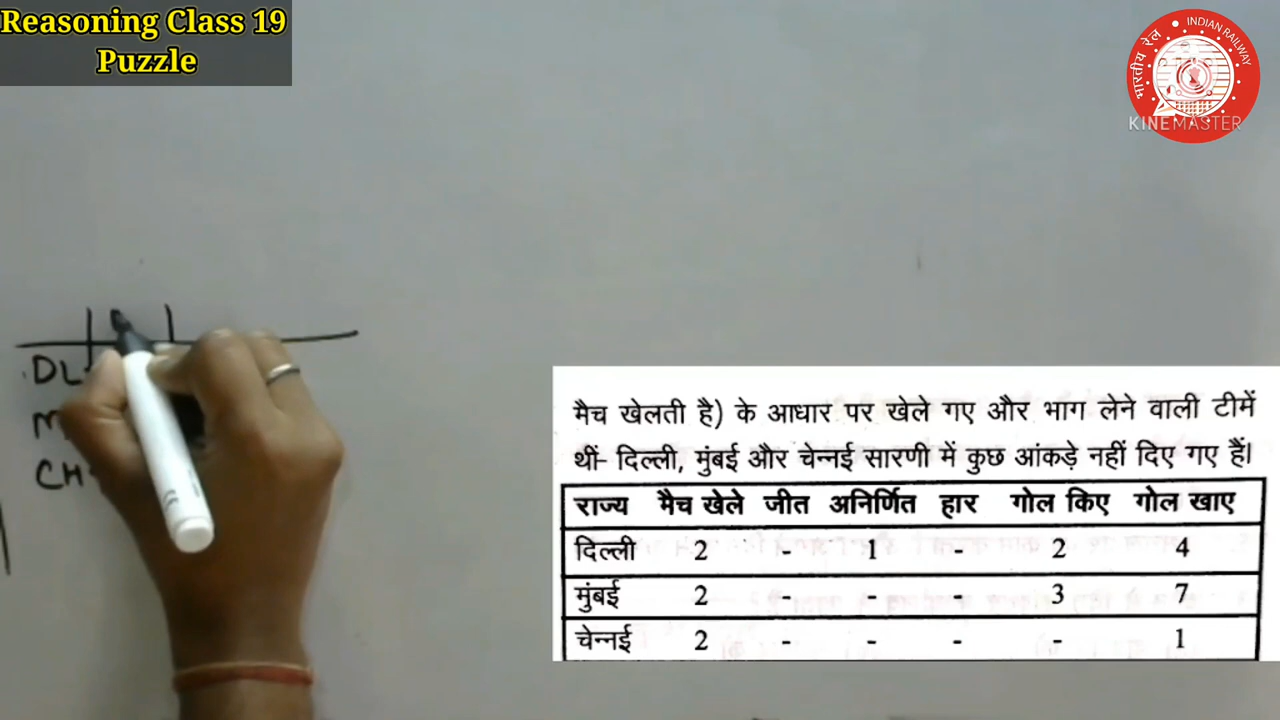 Reasoning Class 19
Puzzle
भारतीय रेल
INDIAN RAILWAY
KINEMASTER
DL
M
CH
मैच खेलती है) के आधार पर खेले गए और भाग लेने वाली टीमें
थीं- दिल्ली, मुंबई और चेन्नई सारणी में कुछ आंकड़े नहीं दिए गए हैं।
राज्य मैच खेले जीत अनिर्णित हार गोल किए गोल खाए
दिल्ली 2 - 1 - 2 4
मुंबई 2 - - - 3 7
चेन्नई 2 - - - - 1